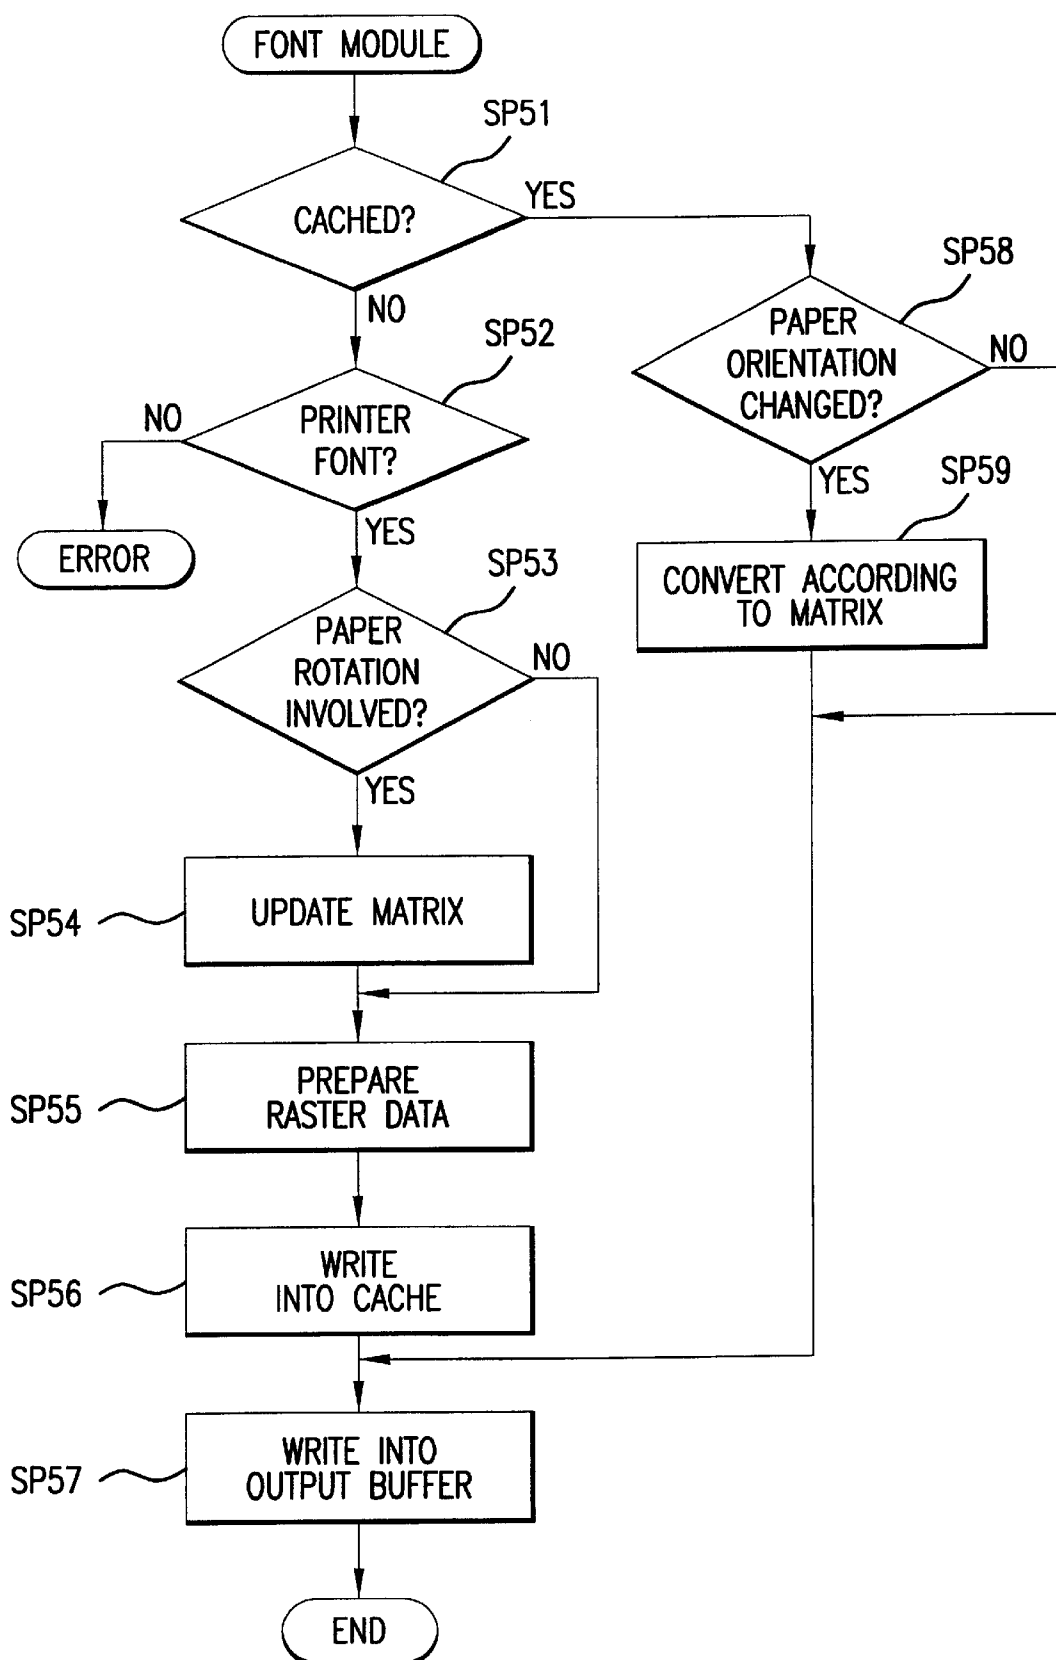 FONT MODULE
SP51
CACHED?
YES
NO
SP58
PAPER
ORIENTATION
CHANGED?
NO
YES
SP52
PRINTER
FONT?
NO
YES
ERROR
SP59
CONVERT ACCORDING
TO MATRIX
SP53
PAPER
ROTATION
INVOLVED?
NO
YES
SP54
UPDATE MATRIX
SP55
PREPARE
RASTER DATA
SP56
WRITE
INTO CACHE
SP57
WRITE INTO
OUTPUT BUFFER
END